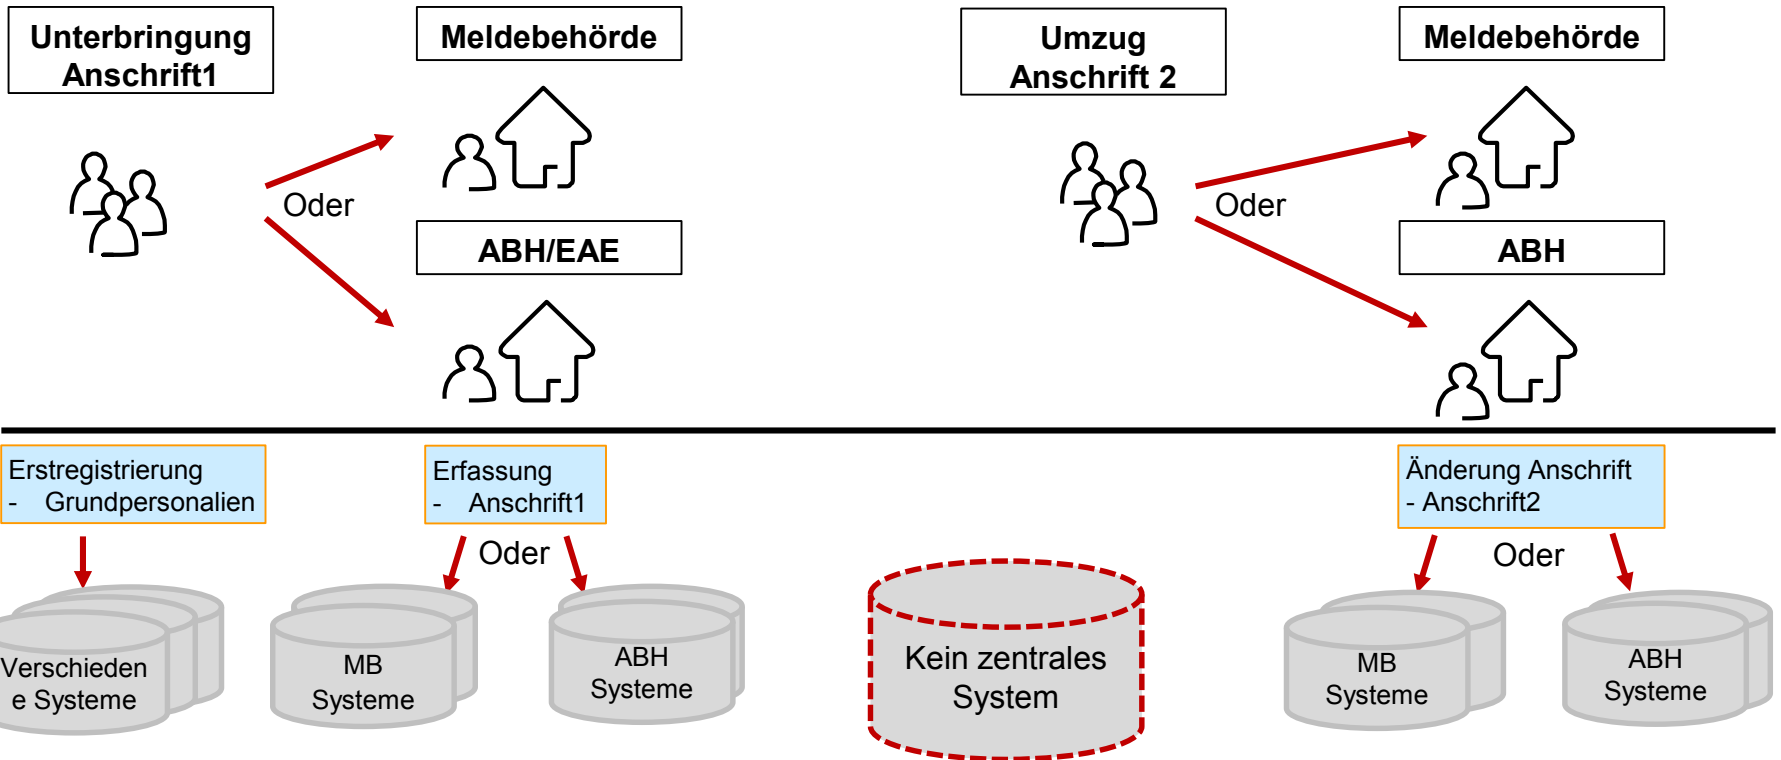 Unterbringung
Anschrift1
Meldebehörde
Oder
ABH/EAE
Umzug
Anschrift 2
Meldebehörde
Oder
ABH
Erstregistrierung
- Grundpersonalien
Erfassung
- Anschrift1
Oder
Änderung Anschrift
- Anschrift2
Oder
Verschieden
e Systeme
MB
Systeme
ABH
Systeme
Kein zentrales
System
MB
Systeme
ABH
Systeme